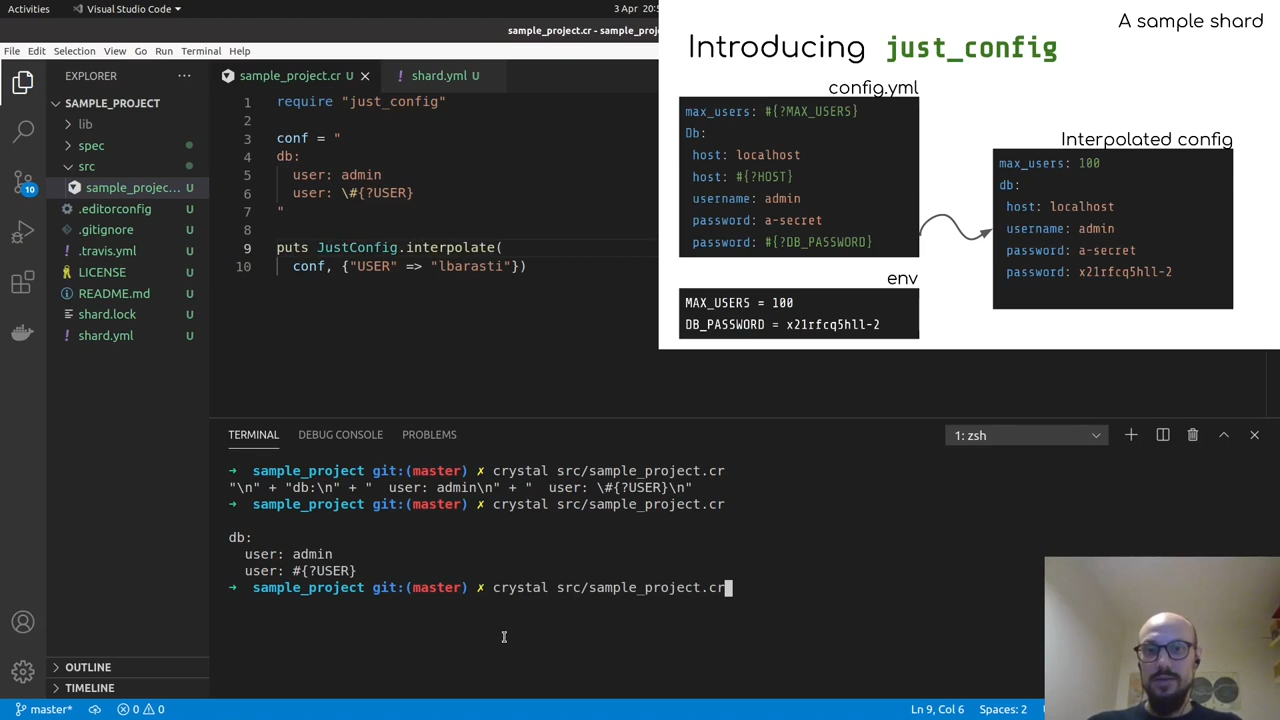 Activities
Visual Studio Code
3 Apr 20:5
sample_project.cr - sample_proje
File Edit Selection View Go Run Terminal Help
EXPLORER
SAMPLE_PROJECT
lib
spec
src
sample_projec... U
.editorconfig U
.gitignore U
.travis.yml U
LICENSE U
README.md U
shard.lock U
shard.yml U
OUTLINE
TIMELINE
10
sample_project.cr U
shard.yml U
1 require "just_config"
2
3 conf = "
4 db:
5 user: admin
6 user: \#{?USER}
7 "
8
9 puts JustConfig.interpolate(
10 conf, {"USER" => "lbarasti"})
A sample shard
Introducing just_config
config.yml
max_users: #{?MAX_USERS}
Db:
host: localhost
host: #{?HOST}
username: admin
password: a-secret
password: #{?DB_PASSWORD}
env
MAX_USERS = 100
DB_PASSWORD = x21rfcq5hll-2
Interpolated config
max_users: 100
db:
host: localhost
username: admin
password: a-secret
password: x21rfcq5hll-2
TERMINAL DEBUG CONSOLE PROBLEMS
1: zsh
➜ sample_project git:(master) ✗ crystal src/sample_project.cr
"\n" + "db:\n" + " user: admin\n" + " user: \#{?USER}\n"
➜ sample_project git:(master) ✗ crystal src/sample_project.cr
db:
user: admin
user: #{?USER}
➜ sample_project git:(master) ✗ crystal src/sample_project.cr
master*
0 0
Ln 9, Col 6
Spaces: 2